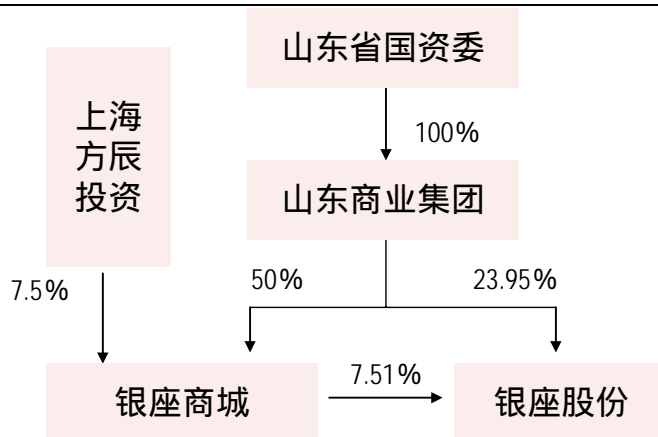 山东省国资委
上海
方辰
投资
100%
山东商业集团
7.5%
50%
23.95%
银座商城
7.51%
银座股份